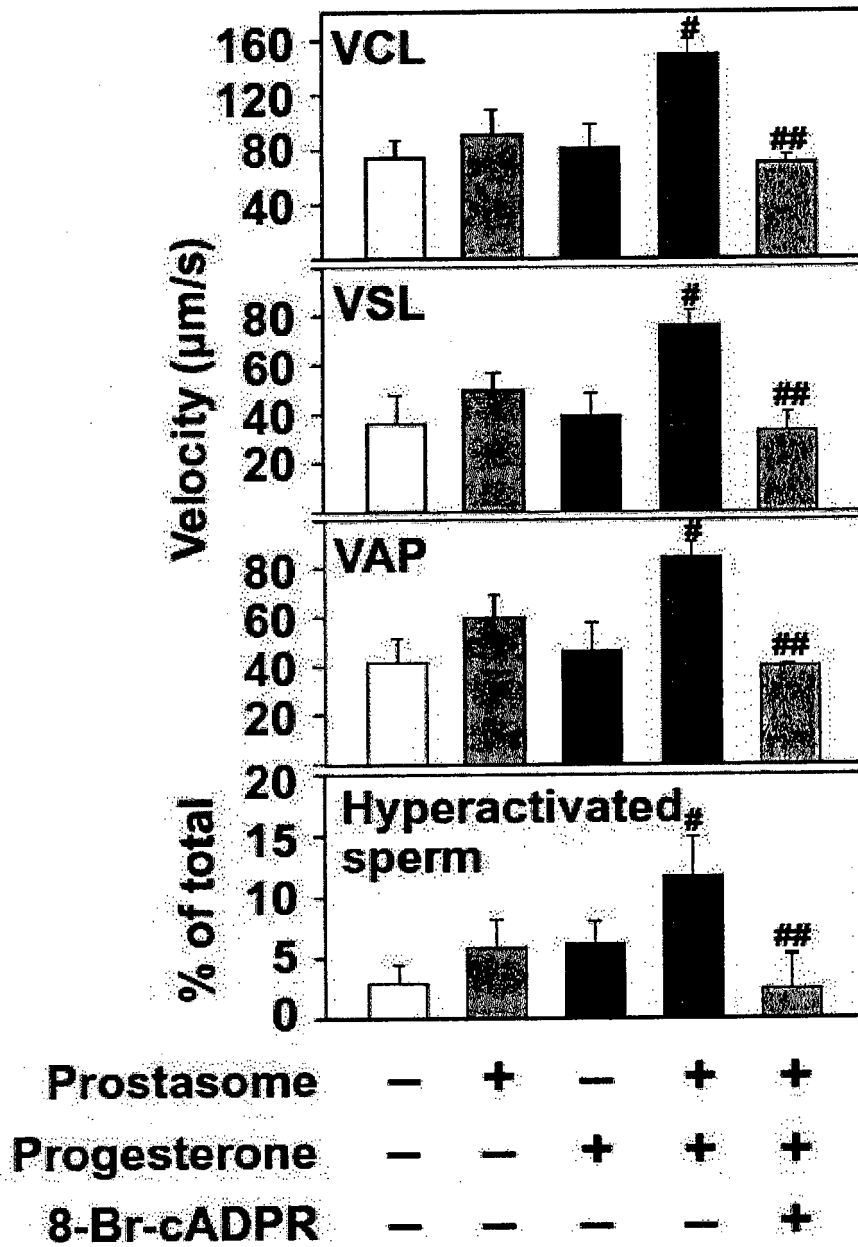 VCL
160
120
80
40
#
##
VSL
80
60
40
20
#
##
VAP
80
60
40
20
#
##
Hyperactivated
sperm
20
15
10
5
0
#
##
Velocity (µm/s)
% of total
Prostasome – + – + +
Progesterone – – + + +
8-Br-cADPR – – – – +